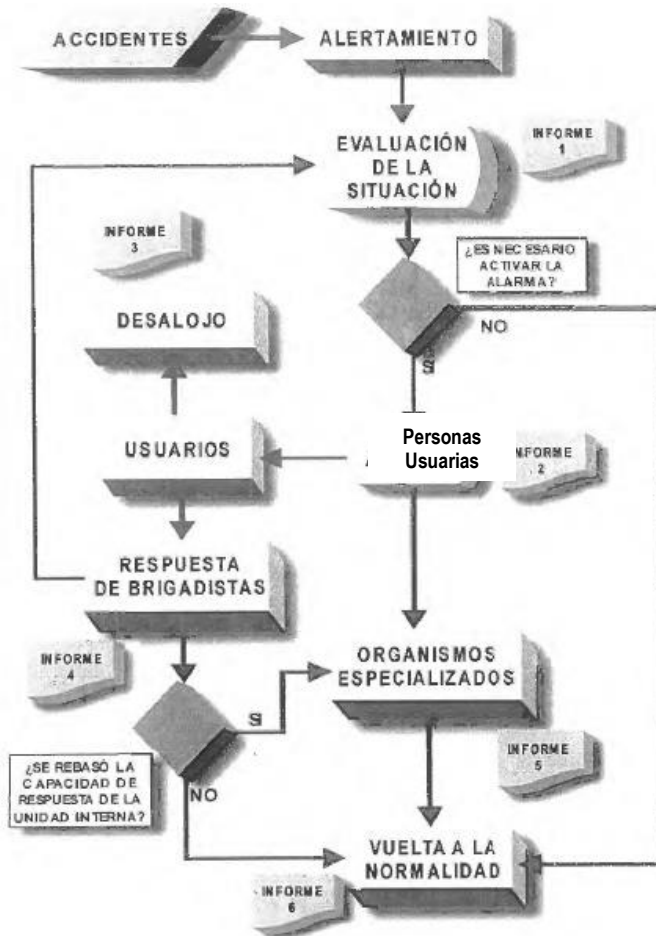 ACCIDENTES
ALERTAMIENTO
EVALUACIÓN
DE LA
SITUACIÓN
INFORME
1
INFORME
3
¿ES NECESARIO
ACTIVAR LA
ALARMA?
DESALOJO
NO
SI
USUARIOS
Personas
Usuarias
INFORME
2
RESPUESTA
DE BRIGADISTAS
INFORME
4
ORGANISMOS
ESPECIALIZADOS
SI
¿SE REBASÓ LA
CAPACIDAD DE
RESPUESTA DE LA
UNIDAD INTERNA?
NO
INFORME
5
VUELTA A LA
NORMALIDAD
INFORME
6